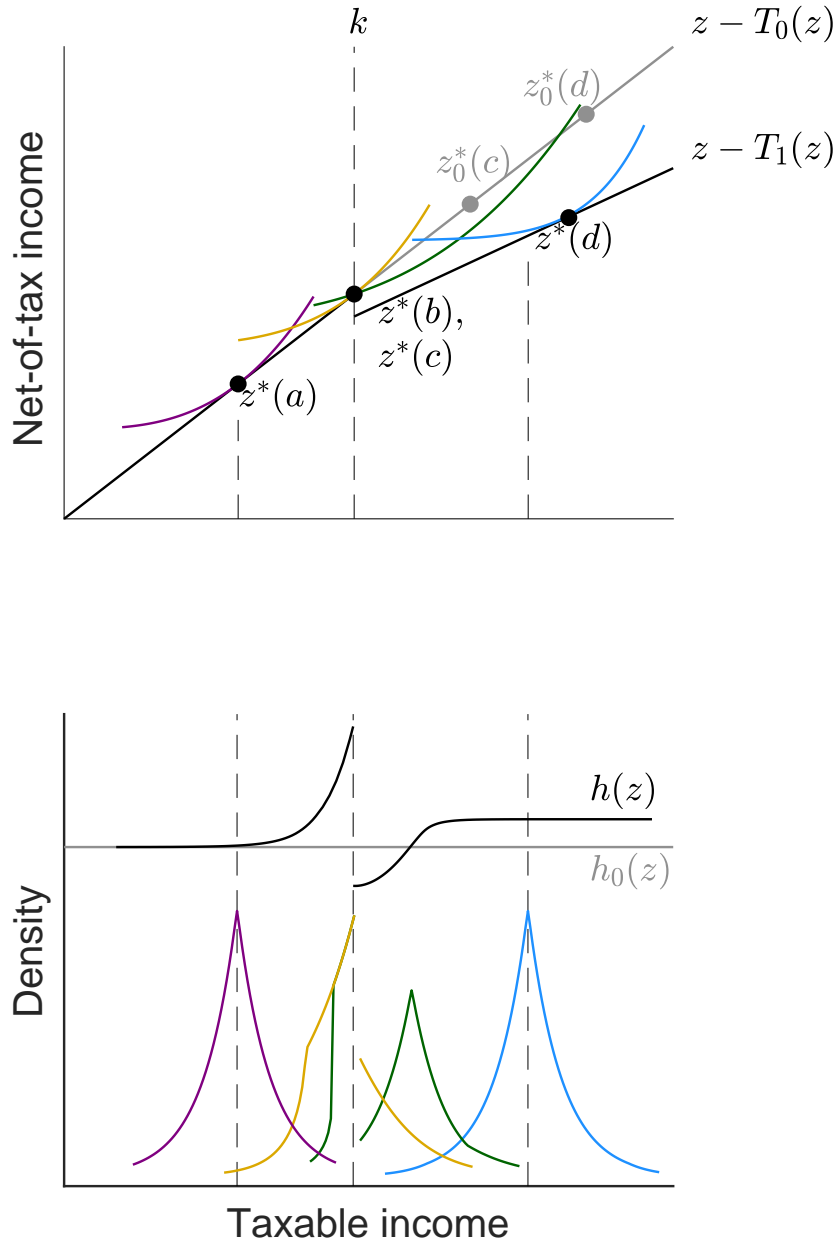 k
z − T₀(z)
z₀*(d)
z − T₁(z)
z₀*(c)
z*(d)
z*(b),
z*(c)
z*(a)
Net-of-tax income
h(z)
h₀(z)
Density
Taxable income